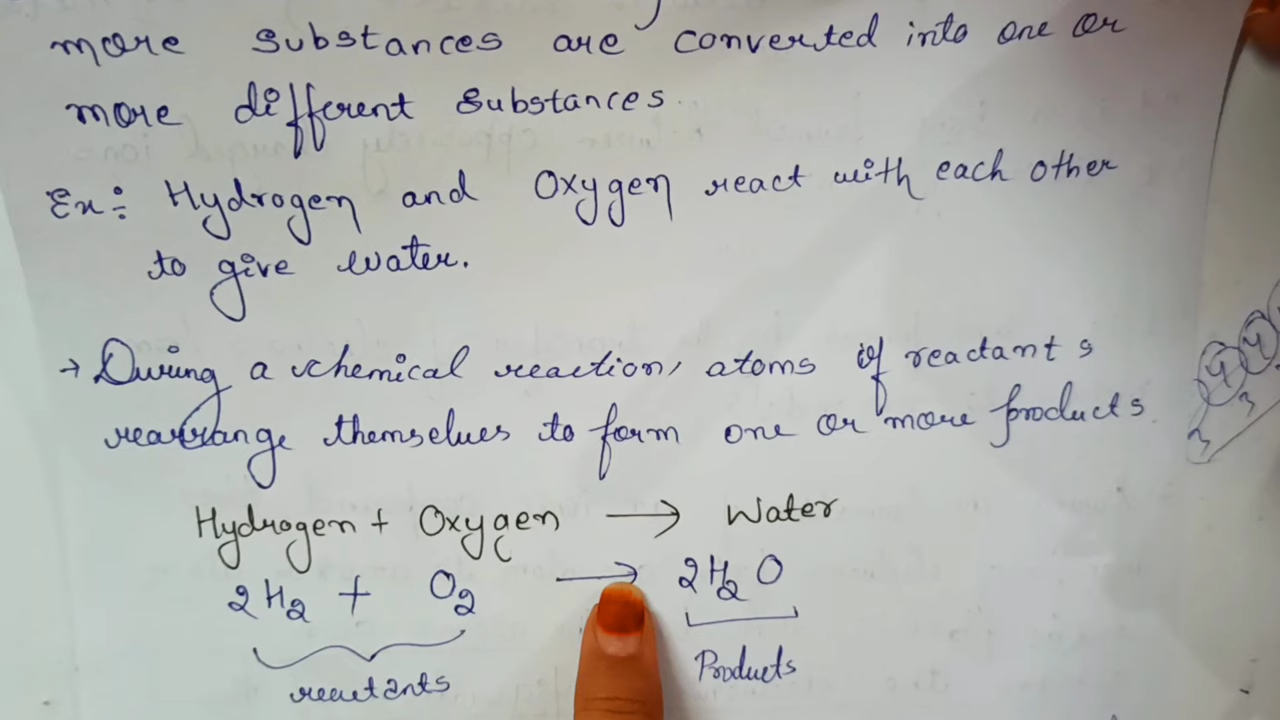 more substances are converted into one or
more different substances.
Ex:- Hydrogen and Oxygen react with each other
to give water.
→ During a chemical reaction, atoms of reactants
rearrange themselves to form one or more products.
Hydrogen + Oxygen → Water
2H₂ + O₂ → 2H₂O
reactants
Products